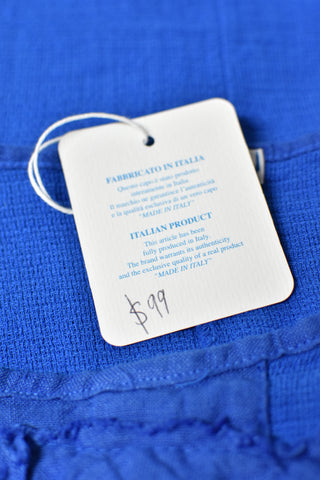 FABBRICATO IN ITALIA
Questo capo è stato prodotto
interamente in Italia.
Il marchio ne garantisce l'autenticità
e la qualità esclusiva di un vero capo
"MADE IN ITALY"
ITALIAN PRODUCT
This article has been
fully produced in Italy.
The brand warrants its authenticity
and the exclusive quality of a real product
"MADE IN ITALY"
$99